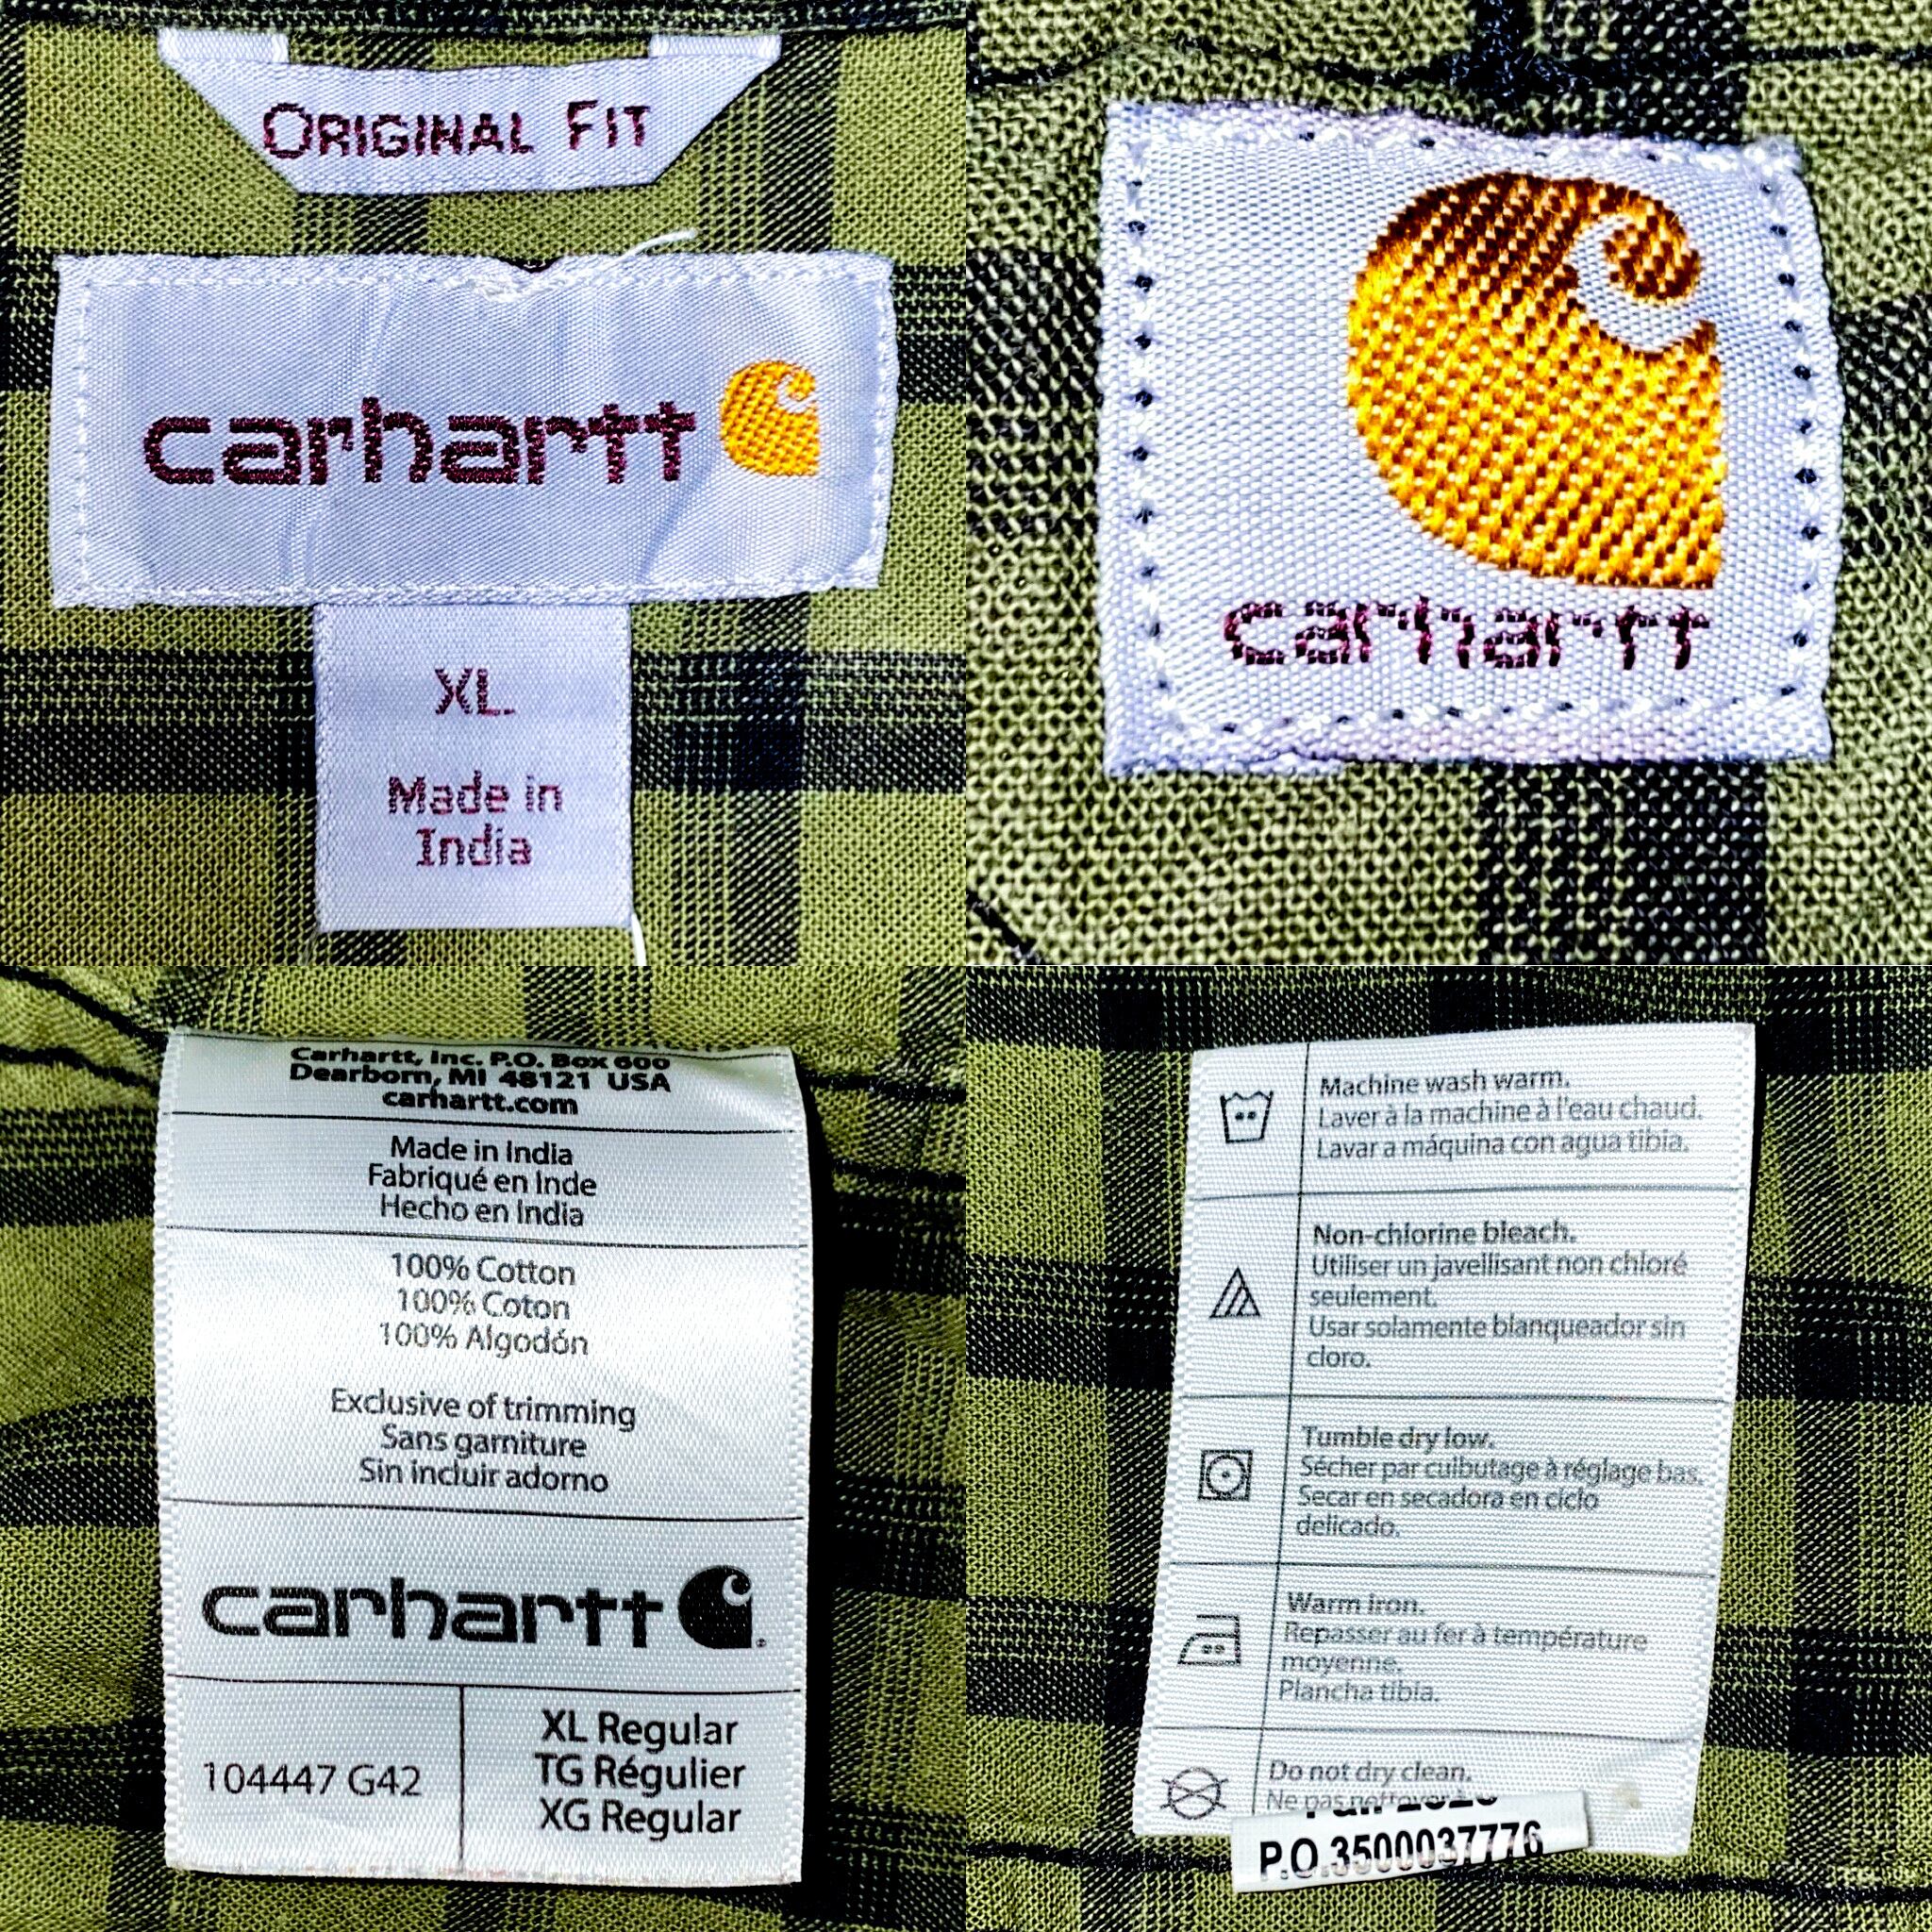 ORIGINAL FIT
carhartt
XL
Made in
India
carhartt
Carhartt, Inc. P.O. Box 600
Dearborn, MI 48121 USA
carhartt.com
Made in India
Fabriqué en Inde
Hecho en India
100% Cotton
100% Coton
100% Algodón
Exclusive of trimming
Sans garniture
Sin incluir adorno
carhartt
104447 G42
XL Regular
TG Régulier
XG Regular
Machine wash warm.
Laver à la machine à l'eau chaud.
Lavar a máquina con agua tibia.
Non-chlorine bleach.
Utiliser un javellisant non chloré
seulement.
Usar solamente blanqueador sin
cloro.
Tumble dry low.
Sécher par culbutage à réglage bas.
Secar en secadora en ciclo
delicado.
Warm iron.
Repasser au fer à température
moyenne.
Plancha tibia.
Do not dry clean.
Ne pas
P.O.3500037776